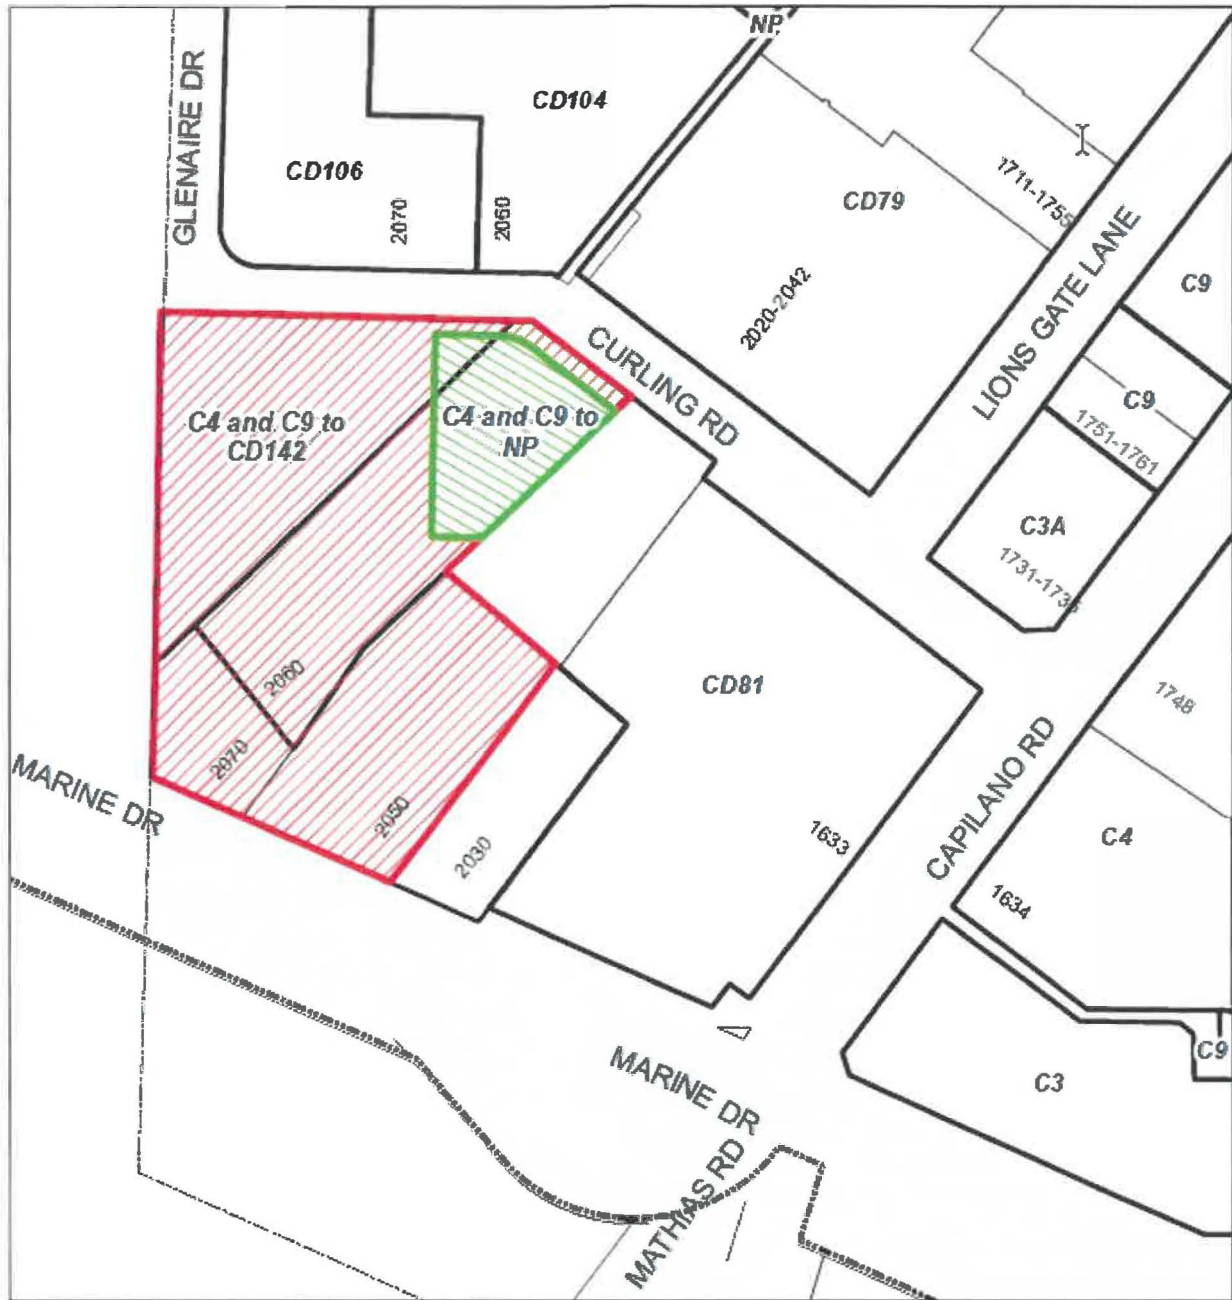 NP
GLENAIRE DR
CD104
CD106
2070
2060
CD79
1711-1755
2020-2042
LIONS GATE LANE
C9
CURLING RD
C9
1751-1761
C4 and C9 to
CD142
C4 and C9 to
NP
C3A
1731-1735
2060
CD81
1748
2070
MARINE DR
CAPILANO RD
2050
1633
C4
2030
1634
C9
MARINE DR
C3
MATHIAS RD